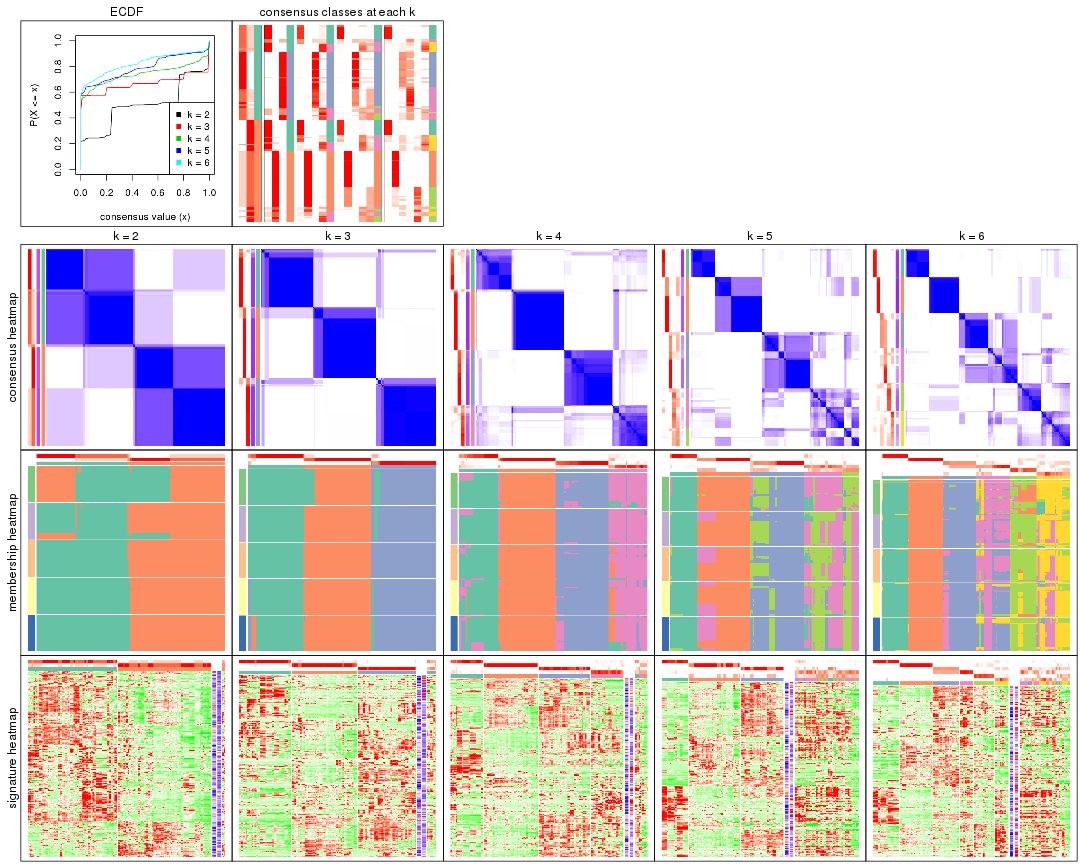 ECDF
consensus classes at each k
P(X <= x)
0.0 0.2 0.4 0.6 0.8 1.0
k = 2
k = 3
k = 4
k = 5
k = 6
0.0 0.2 0.4 0.6 0.8 1.0
consensus value (x)
k = 2 k = 3 k = 4 k = 5 k = 6
consensus heatmap
membership heatmap
signature heatmap